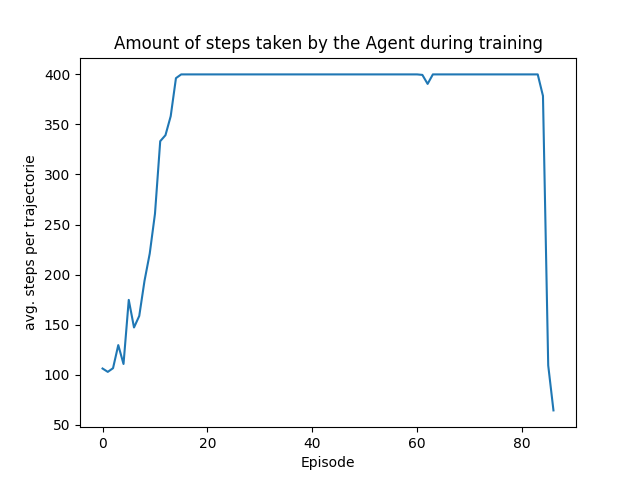 Amount of steps taken by the Agent during training
400
350
300
250
200
150
100
50
avg. steps per trajectorie
0 20 40 60 80
Episode